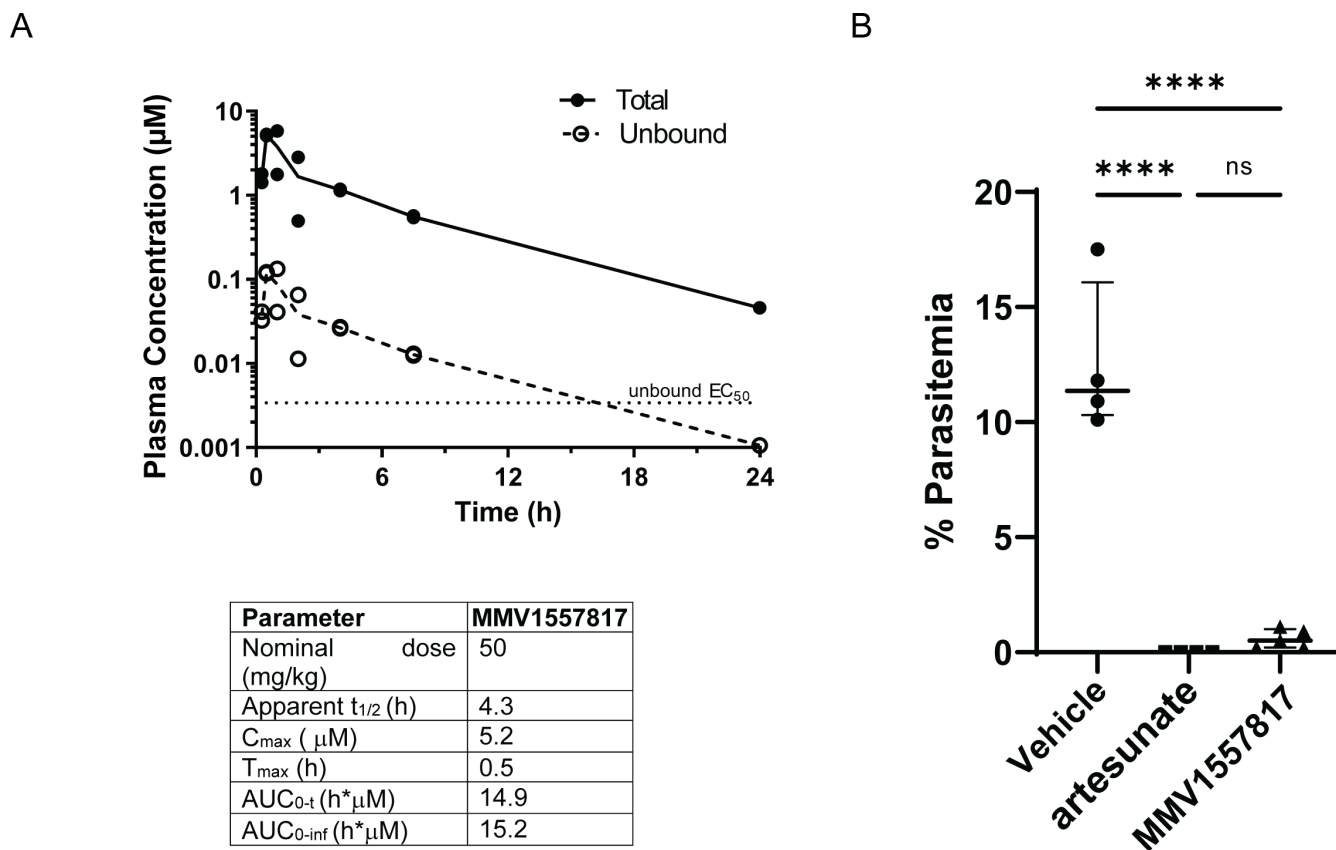 A
B
Plasma Concentration (µM)
10
1
0.1
0.01
0.001
Total
Unbound
unbound EC50
0
6
12
18
24
Time (h)
Parameter MMV1557817
Nominal dose 50
(mg/kg)
Apparent t1/2 (h) 4.3
Cmax ( µM) 5.2
Tmax (h) 0.5
AUC0-t (h*µM) 14.9
AUC0-inf (h*µM) 15.2
****
**** ns
% Parasitemia
20
15
10
5
0
Vehicle
artesunate
MMV1557817